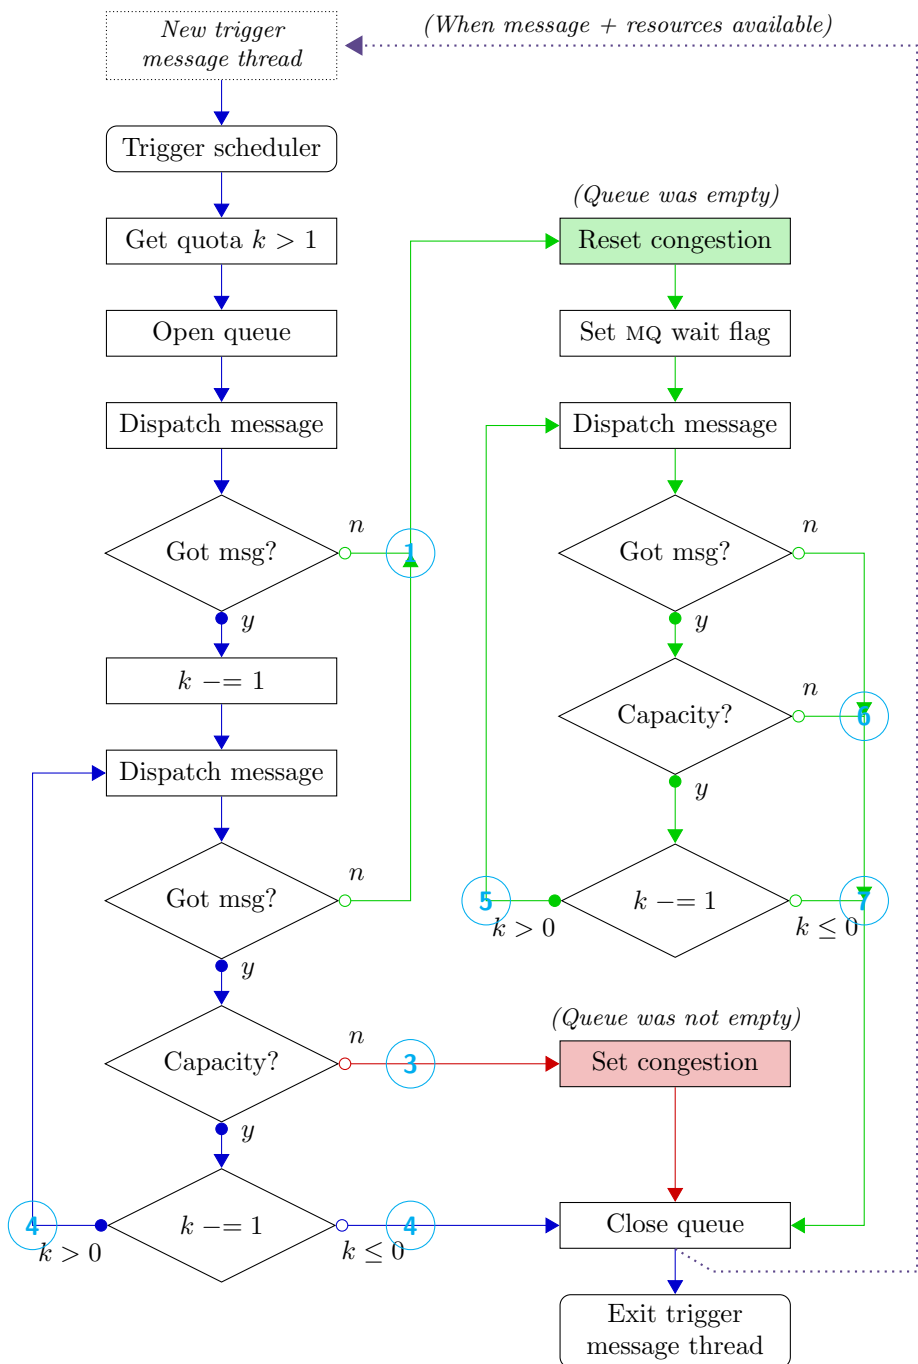 New trigger
message thread
(When message + resources available)
Trigger scheduler
Get quota k > 1
Open queue
Dispatch message
Got msg?
n
1
y
k −= 1
Dispatch message
Got msg?
n
y
Capacity?
n
3
y
k −= 1
4
k > 0
k ≤ 0
4
(Queue was empty)
Reset congestion
Set MQ wait flag
Dispatch message
Got msg?
n
y
Capacity?
n
6
y
k −= 1
5
k > 0
k ≤ 0
7
(Queue was not empty)
Set congestion
Close queue
Exit trigger
message thread